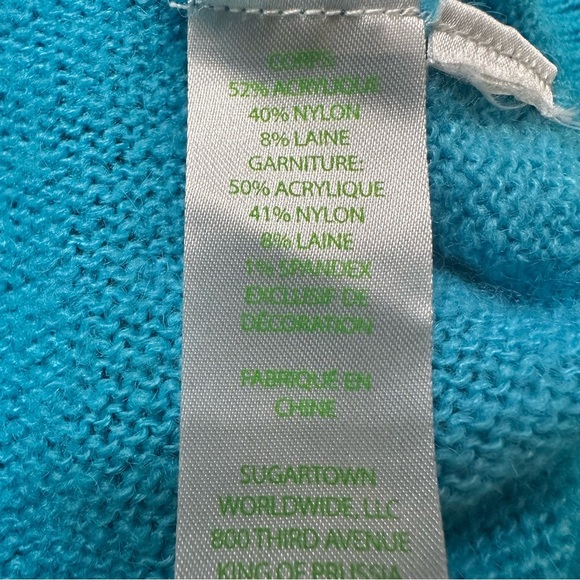 CORPS:
52% ACRYLIQUE
40% NYLON
8% LAINE
GARNITURE:
50% ACRYLIQUE
41% NYLON
8% LAINE
1% SPANDEX
EXCLUSIF DE
DÉCORATION
FABRIQUÉ EN
CHINE
SUGARTOWN
WORLDWIDE, LLC
800 THIRD AVENUE
KING OF PRUSSIA